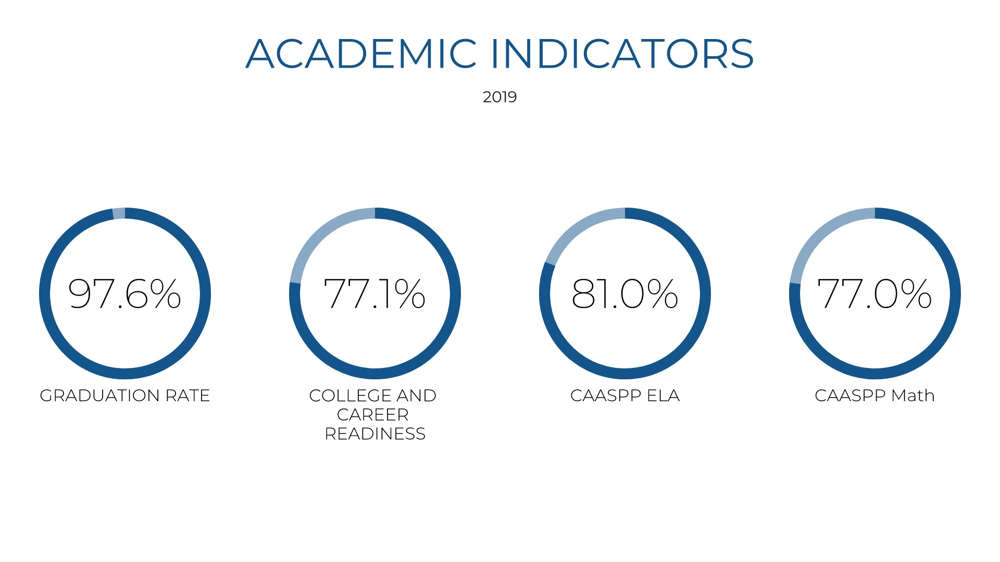 ACADEMIC INDICATORS
2019
97.6%
77.1%
81.0%
77.0%
GRADUATION RATE
COLLEGE AND
CAREER
READINESS
CAASPP ELA
CAASPP Math